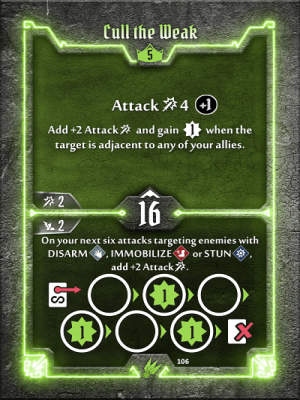 Cull the Weak
5
Attack 4 +1
Add +2 Attack and gain 1 when the
target is adjacent to any of your allies.
2
16
2
On your next six attacks targeting enemies with
DISARM, IMMOBILIZE or STUN,
add +2 Attack.
S
1
1
1
106